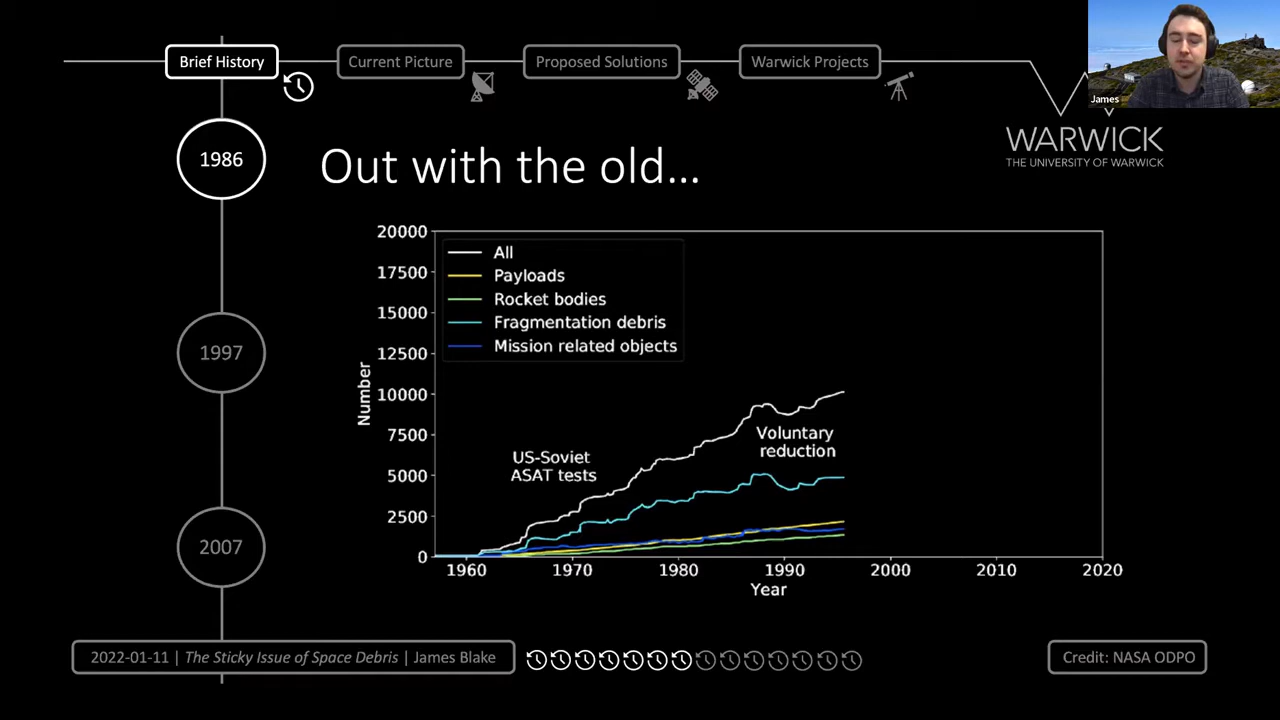 Brief History
Current Picture
Proposed Solutions
Warwick Projects
James
WARWICK
THE UNIVERSITY OF WARWICK
1986
Out with the old...
1997
2007
20000
17500
15000
12500
10000
7500
5000
2500
0
Number
All
Payloads
Rocket bodies
Fragmentation debris
Mission related objects
US-Soviet
ASAT tests
Voluntary
reduction
1960 1970 1980 1990 2000 2010 2020
Year
2022-01-11 | The Sticky Issue of Space Debris | James Blake
Credit: NASA ODPO